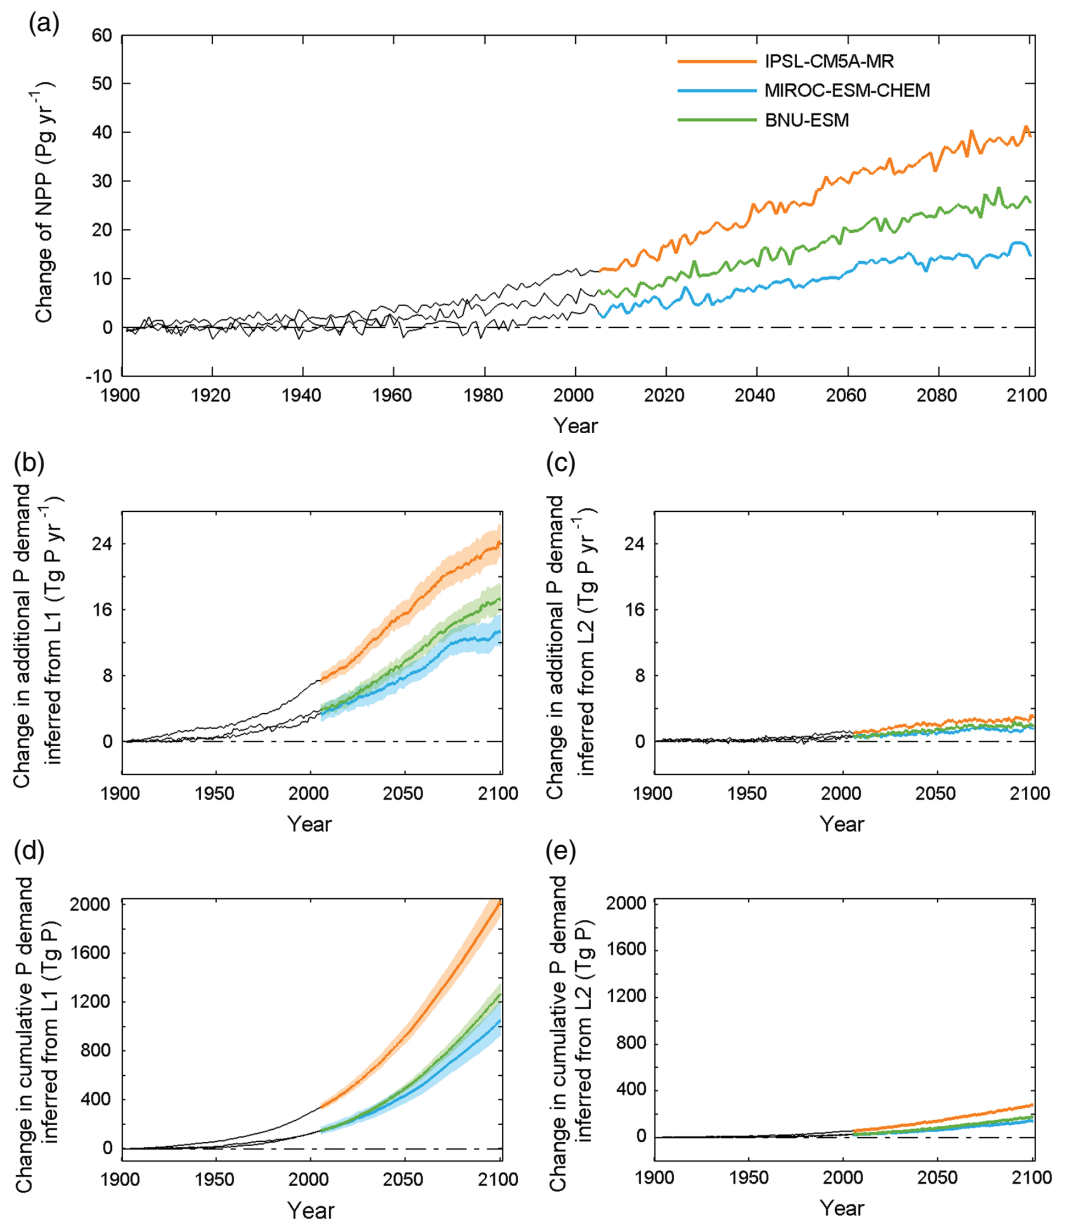 (a)
60
50
40
30
20
10
0
-10
Change of NPP (Pg yr⁻¹)
IPSL-CM5A-MR
MIROC-ESM-CHEM
BNU-ESM
1900 1920 1940 1960 1980 2000 2020 2040 2060 2080 2100
Year
(b)
Change in additional P demand
inferred from L1 (Tg P yr⁻¹)
24
16
8
0
1900 1950 2000 2050 2100
Year
(c)
Change in additional P demand
inferred from L2 (Tg P yr⁻¹)
24
16
8
0
1900 1950 2000 2050 2100
Year
(d)
Change in cumulative P demand
inferred from L1 (Tg P)
2000
1600
1200
800
400
0
1900 1950 2000 2050 2100
Year
(e)
Change in cumulative P demand
inferred from L2 (Tg P)
2000
1600
1200
800
400
0
1900 1950 2000 2050 2100
Year